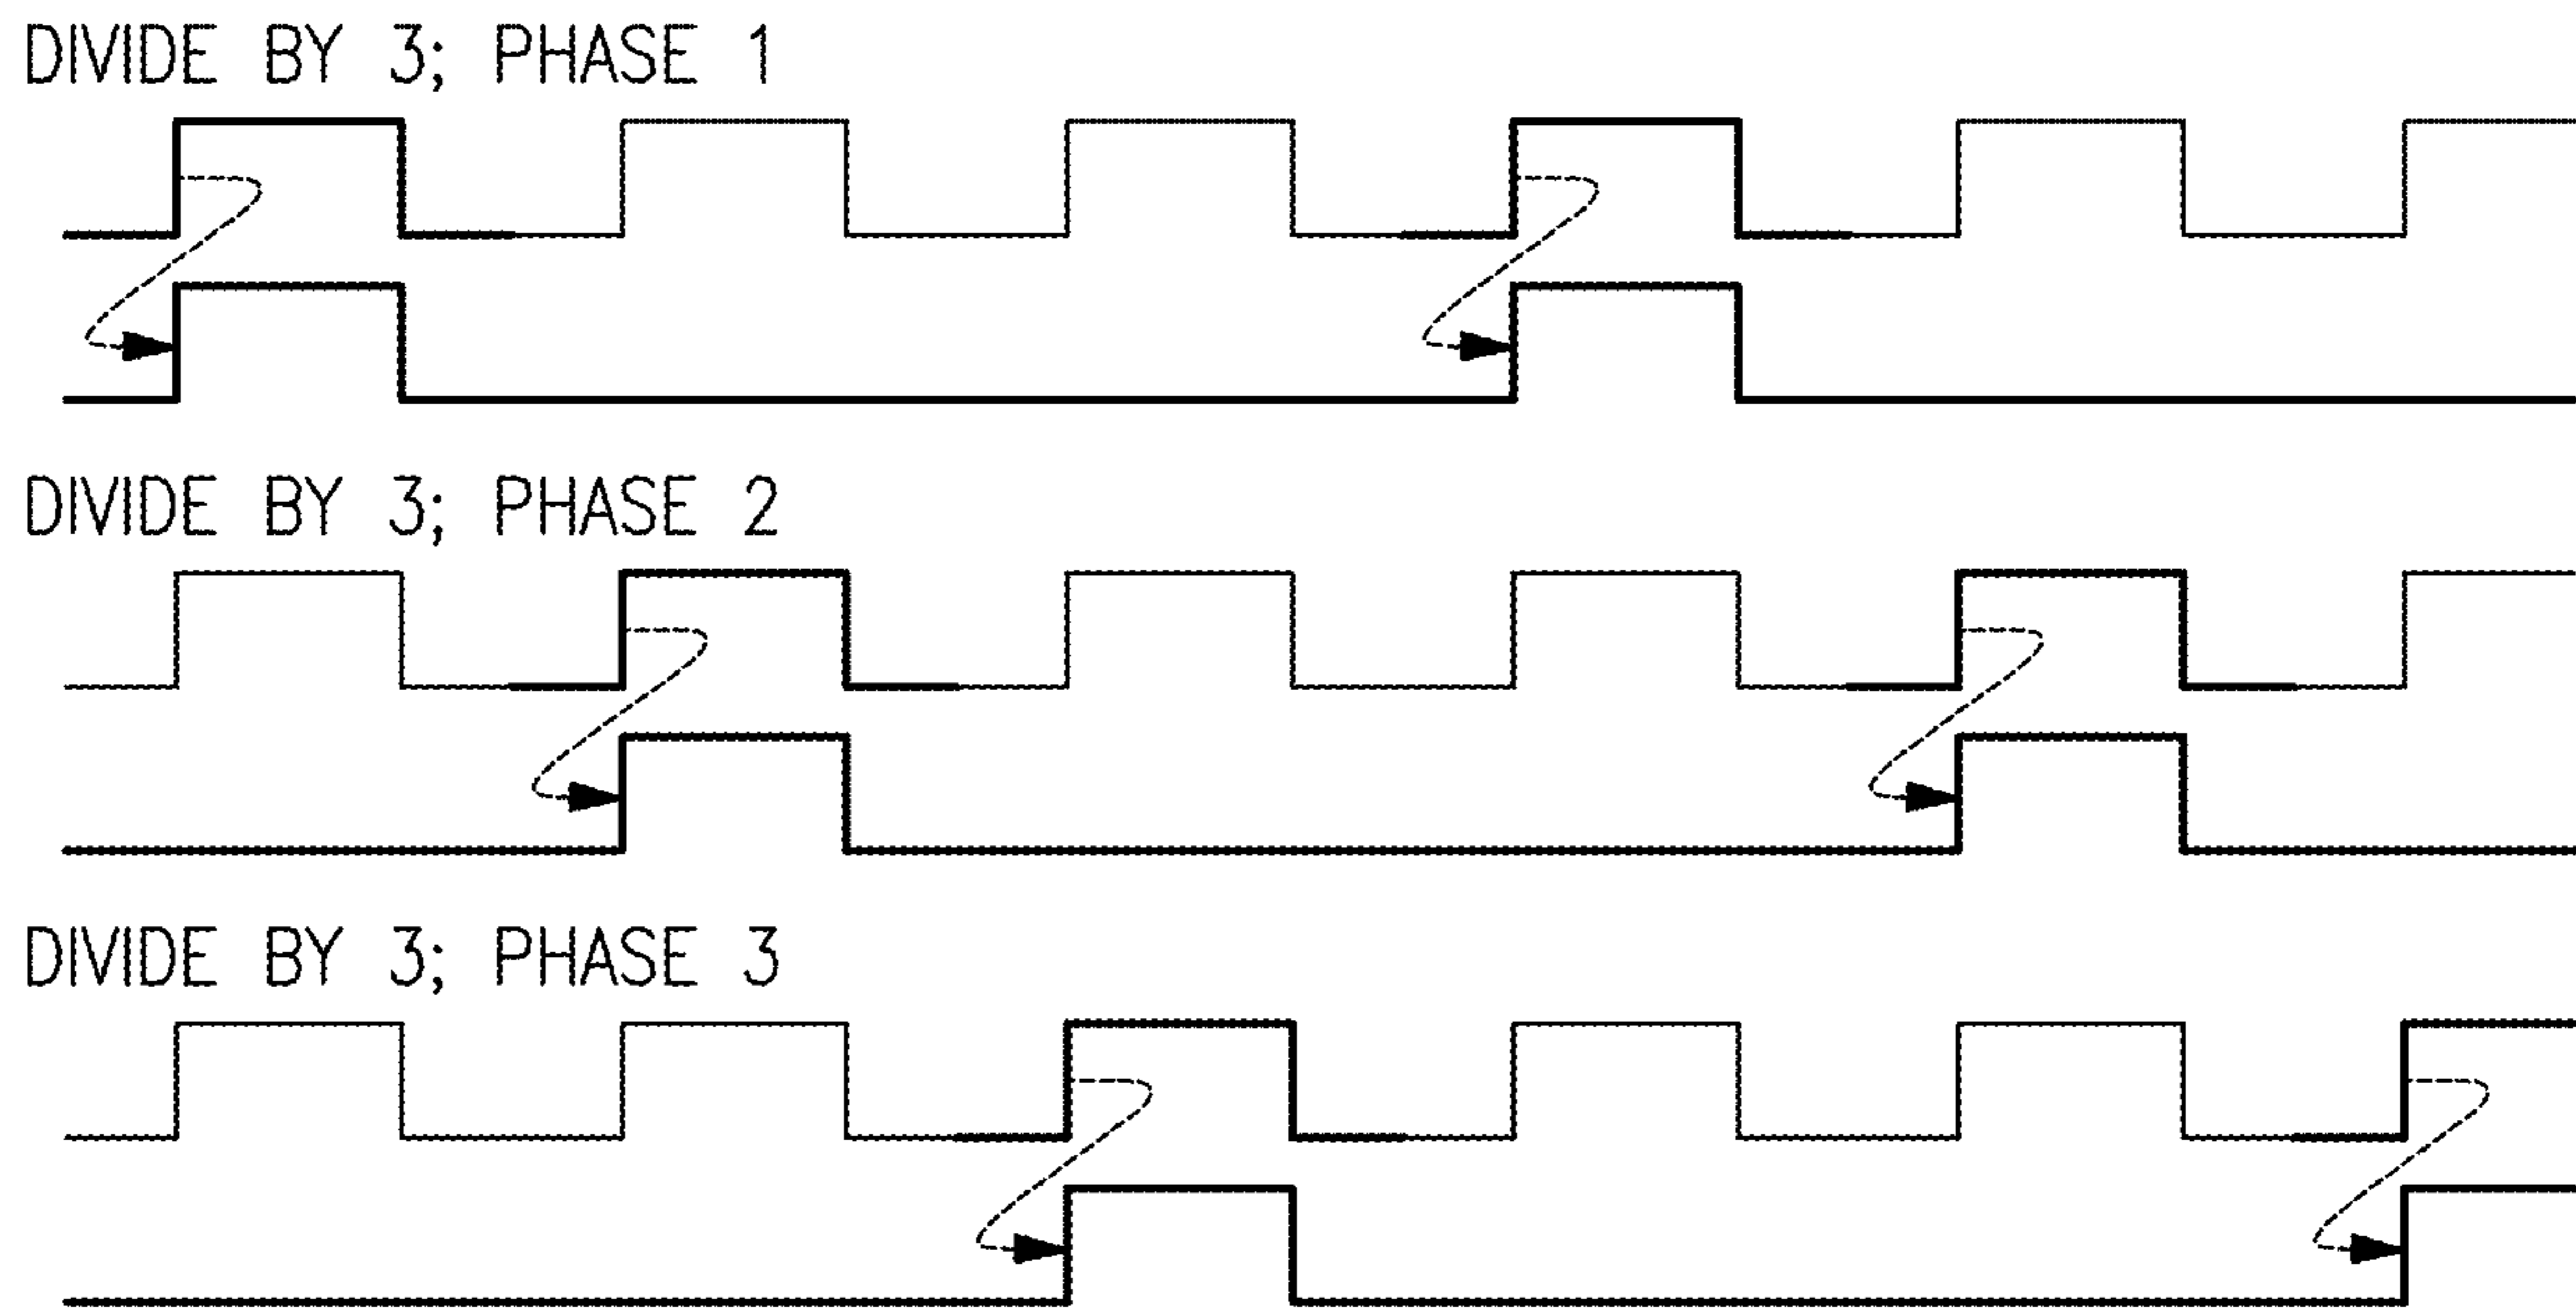 DIVIDE BY 3; PHASE 1
DIVIDE BY 3; PHASE 2
DIVIDE BY 3; PHASE 3